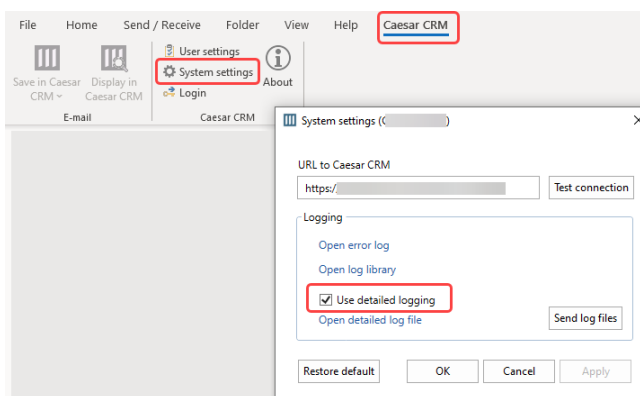 File Home Send / Receive Folder View Help Caesar CRM
Save in Caesar CRM
Display in Caesar CRM
E-mail
User settings
System settings
Login
About
Caesar CRM
System settings (C )
URL to Caesar CRM
https:/
Test connection
Logging
Open error log
Open log library
Use detailed logging
Open detailed log file
Send log files
Restore default OK Cancel Apply